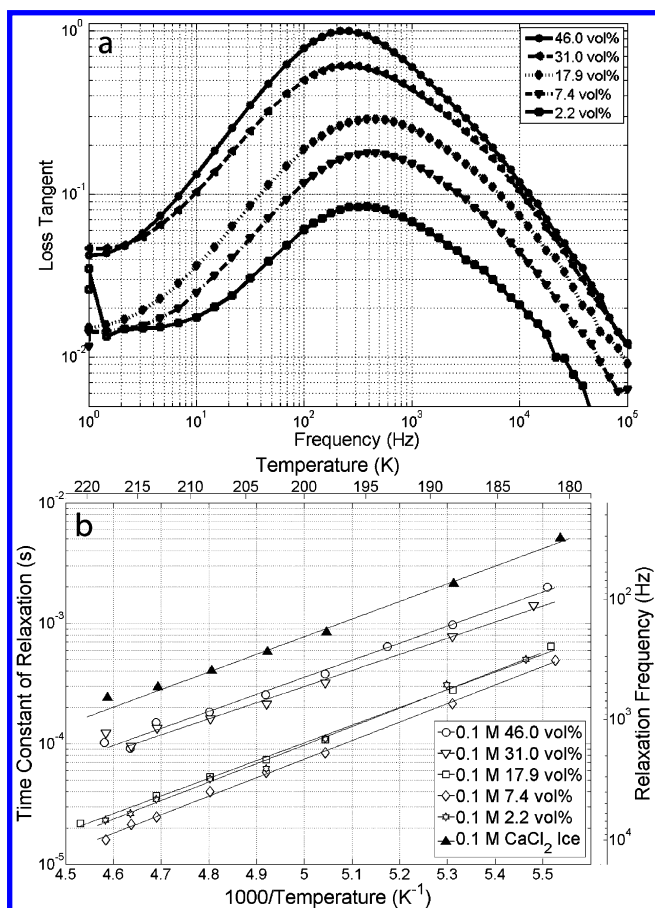 a
10^0
10^-1
10^-2
Loss Tangent
46.0 vol%
31.0 vol%
17.9 vol%
7.4 vol%
2.2 vol%
10^0 10^1 10^2 10^3 10^4 10^5
Frequency (Hz)
Temperature (K)
220 215 210 205 200 195 190 185 180
b
10^-2
10^-3
10^-4
10^-5
Time Constant of Relaxation (s)
10^2
10^3
10^4
Relaxation Frequency (Hz)
0.1 M 46.0 vol%
0.1 M 31.0 vol%
0.1 M 17.9 vol%
0.1 M 7.4 vol%
0.1 M 2.2 vol%
0.1 M CaCl₂ Ice
4.5 4.6 4.7 4.8 4.9 5 5.1 5.2 5.3 5.4 5.5
1000/Temperature (K^-1)